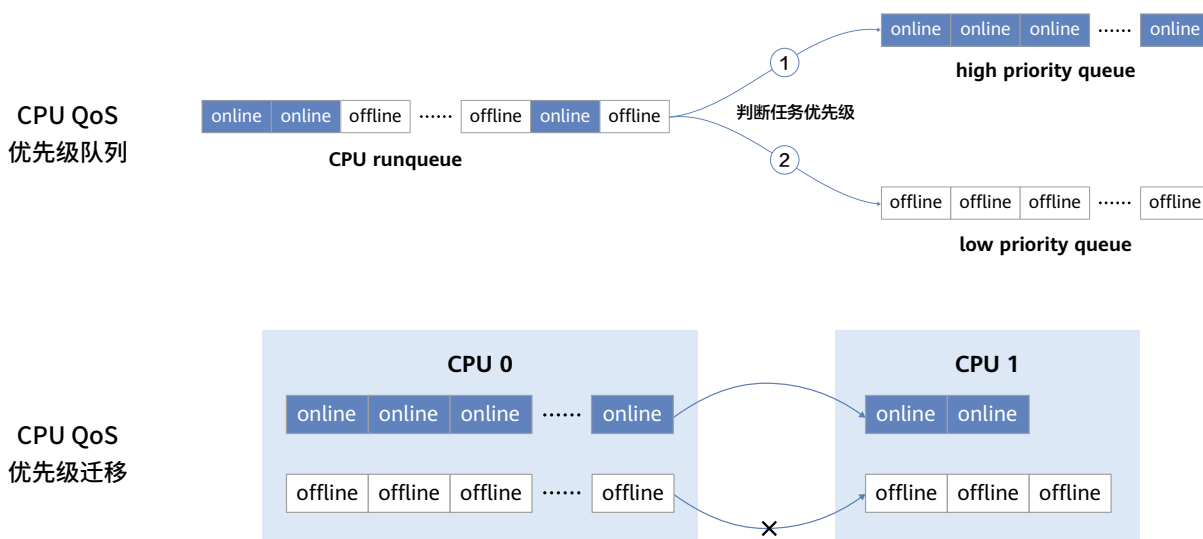 CPU QoS
优先级队列
online online offline ······ offline online offline
CPU runqueue
1
判断任务优先级
2
online online online ······ online
high priority queue
offline offline offline ······ offline
low priority queue
CPU QoS
优先级迁移
CPU 0
online online online ······ online
offline offline offline ······ offline
CPU 1
online online
offline offline offline